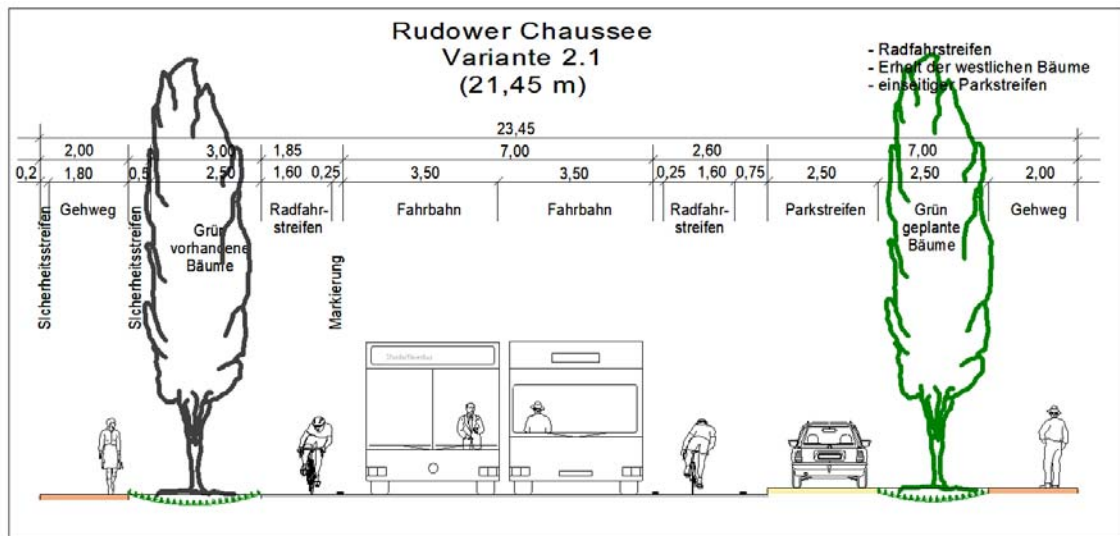 Rudower Chaussee
Variante 2.1
(21,45 m)
- Radfahrstreifen
- Erhelt der westlichen Bäume
- einseitiger Parkstreifen
23,45
2,00 3,00 1,85 7,00 2,60 7,00
0,2 1,80 0,5 2,50 1,60 0,25 3,50 3,50 0,25 1,60 0,75 2,50 2,50 2,00
Sicherheitsstreifen
Gehweg
Sicherheitsstreifen
Grün
vorhandene
Bäume
Radfahr-
streifen
Markierung
Fahrbahn
Fahrbahn
Radfahr-
streifen
Parkstreifen
Grün
geplante
Bäume
Gehweg